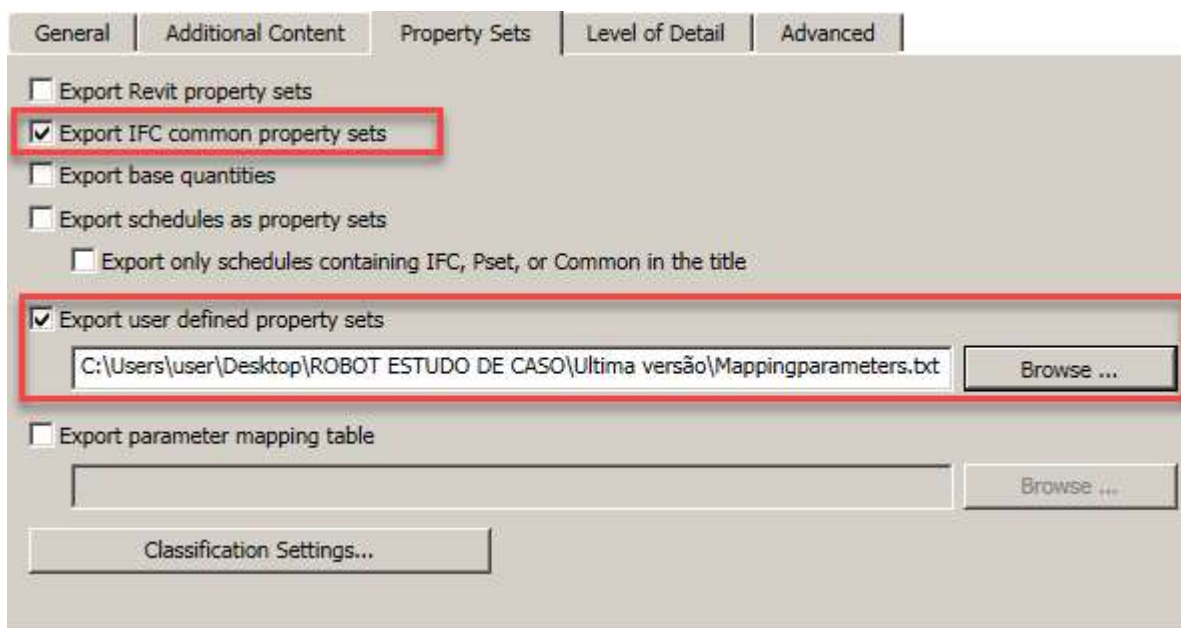 General Additional Content Property Sets Level of Detail Advanced
Export Revit property sets
Export IFC common property sets
Export base quantities
Export schedules as property sets
Export only schedules containing IFC, Pset, or Common in the title
Export user defined property sets
C:\Users\user\Desktop\ROBOT ESTUDO DE CASO\Ultima versão\Mappingparameters.txt Browse ...
Export parameter mapping table
Browse ...
Classification Settings...